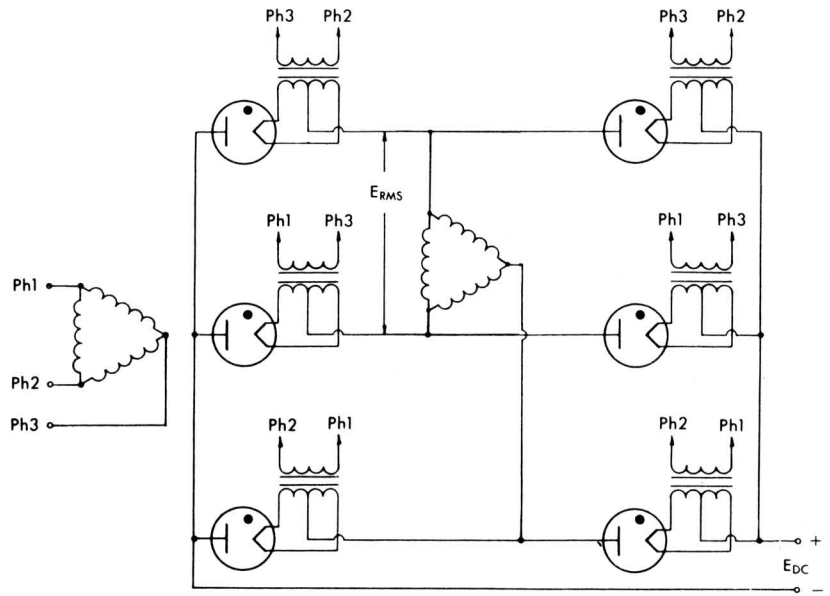 Ph3 Ph2 Ph3 Ph2
E_RMS
Ph1 Ph3 Ph1 Ph3
Ph1
Ph2
Ph3
Ph2 Ph1 Ph2 Ph1
+
E_DC
−